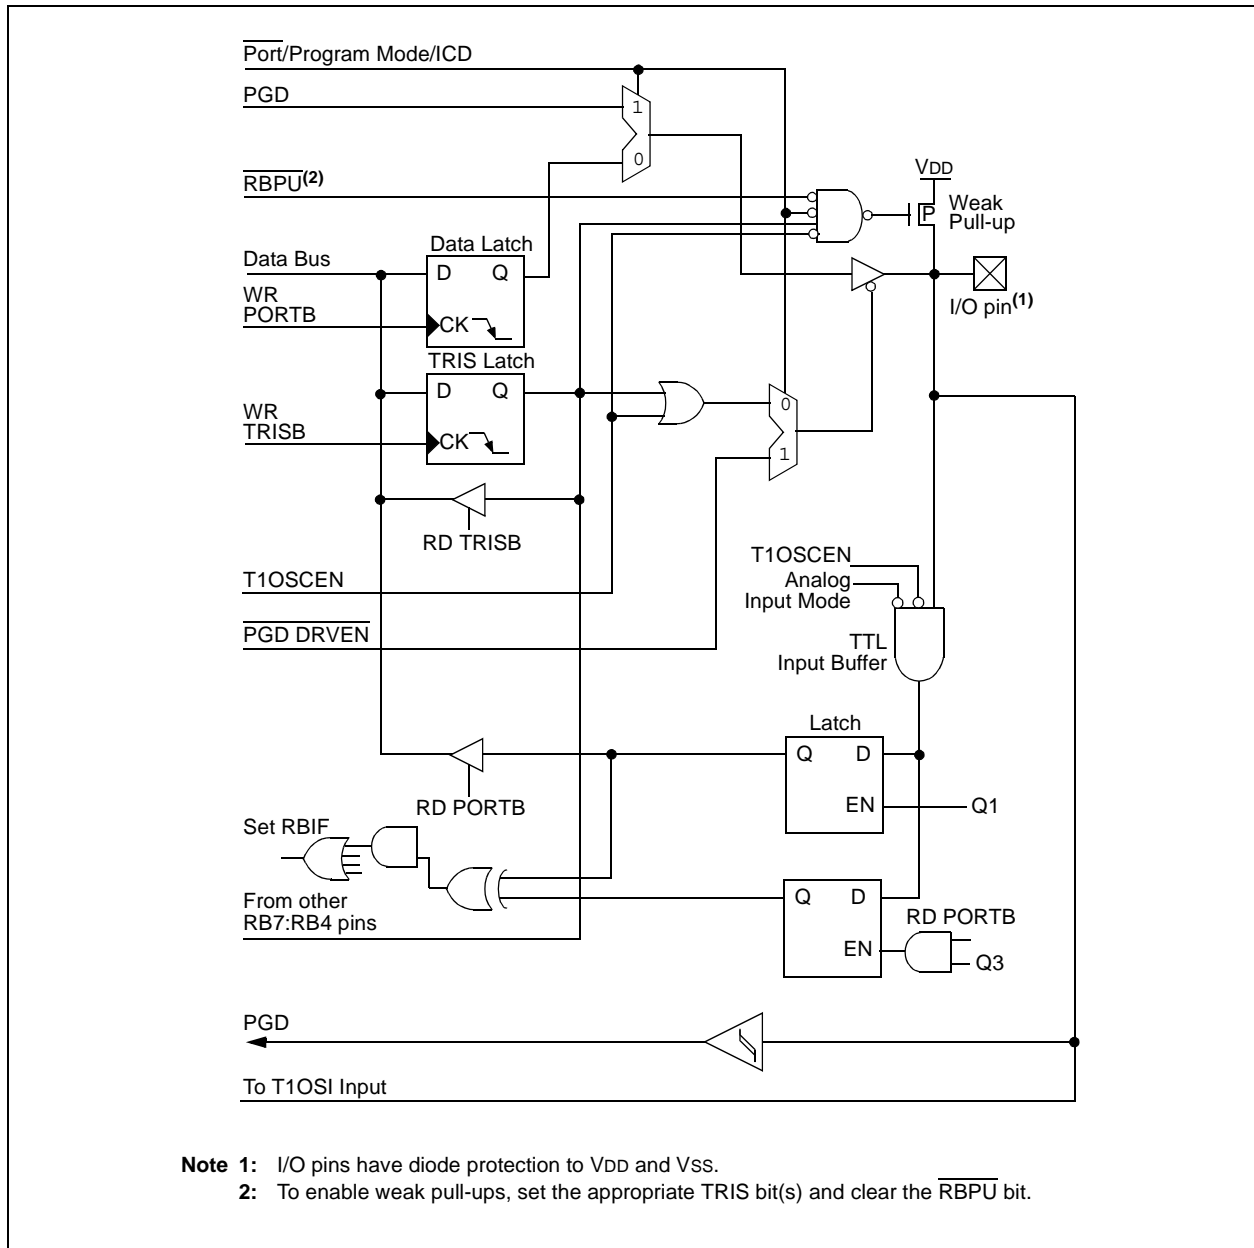 Port/Program Mode/ICD
PGD
1
0
RBPU(2)
VDD
P
Weak
Pull-up
Data Bus
Data Latch
D Q
WR
PORTB
CK
I/O pin(1)
TRIS Latch
D Q
WR
TRISB
CK
0
1
RD TRISB
T1OSCEN
T1OSCEN
Analog
Input Mode
PGD DRVEN
TTL
Input Buffer
Latch
Q D
EN
Q1
RD PORTB
Set RBIF
From other
RB7:RB4 pins
Q D
EN
RD PORTB
Q3
PGD
To T1OSI Input
Note 1: I/O pins have diode protection to VDD and VSS.
2: To enable weak pull-ups, set the appropriate TRIS bit(s) and clear the RBPU bit.